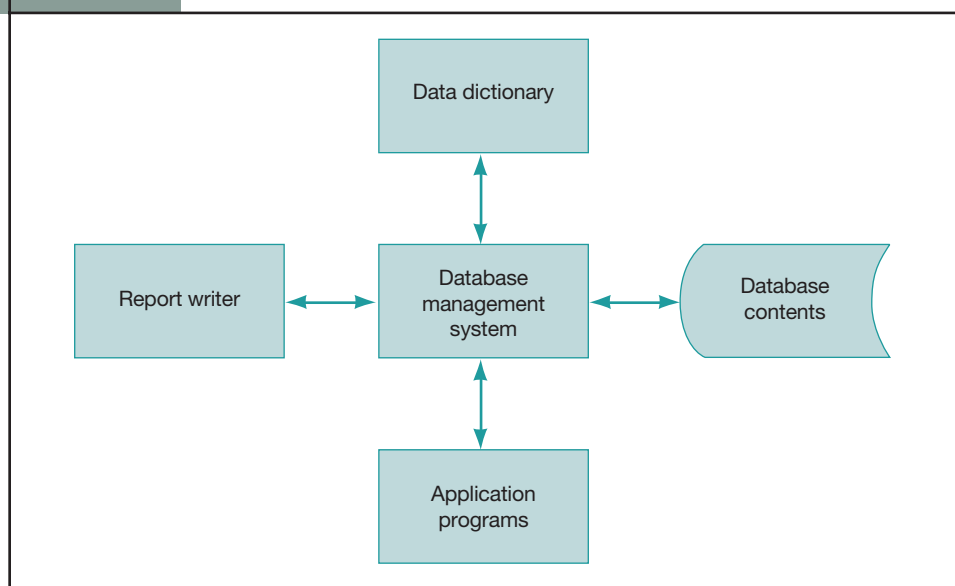 Data dictionary
Report writer
Database
management
system
Database
contents
Application
programs